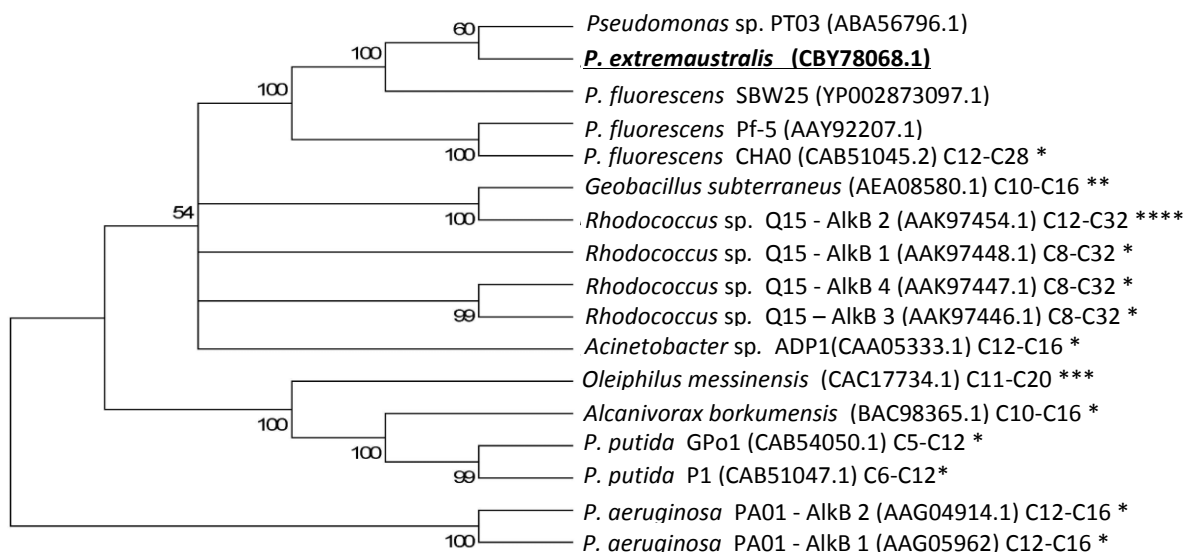 60 Pseudomonas sp. PT03 (ABA56796.1)
100 P. extremaustralis (CBY78068.1)
100 P. fluorescens SBW25 (YP002873097.1)
P. fluorescens Pf-5 (AAY92207.1)
100 P. fluorescens CHA0 (CAB51045.2) C12-C28 *
Geobacillus subterraneus (AEA08580.1) C10-C16 **
54 100 Rhodococcus sp. Q15 - AlkB 2 (AAK97454.1) C12-C32 ****
Rhodococcus sp. Q15 - AlkB 1 (AAK97448.1) C8-C32 *
Rhodococcus sp. Q15 - AlkB 4 (AAK97447.1) C8-C32 *
99 Rhodococcus sp. Q15 – AlkB 3 (AAK97446.1) C8-C32 *
Acinetobacter sp. ADP1(CAA05333.1) C12-C16 *
Oleiphilus messinensis (CAC17734.1) C11-C20 ***
100 Alcanivorax borkumensis (BAC98365.1) C10-C16 *
100 P. putida GPo1 (CAB54050.1) C5-C12 *
99 P. putida P1 (CAB51047.1) C6-C12*
P. aeruginosa PA01 - AlkB 2 (AAG04914.1) C12-C16 *
100 P. aeruginosa PA01 - AlkB 1 (AAG05962) C12-C16 *